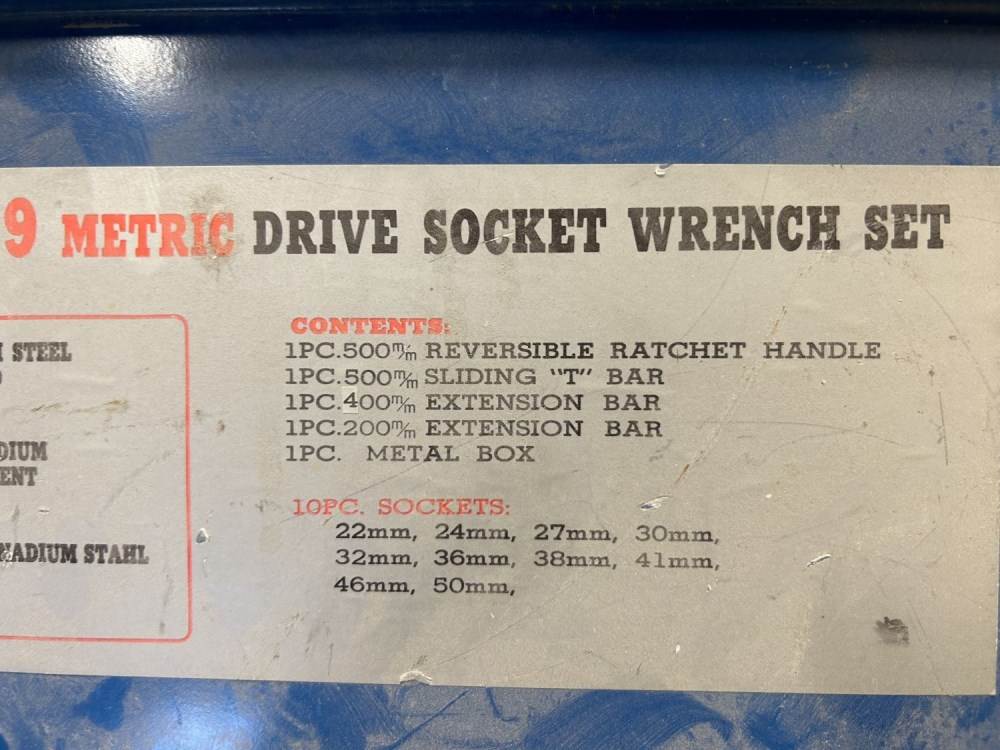 9 METRIC DRIVE SOCKET WRENCH SET
STEEL
DIUM
ENT
NADIUM STAHL
CONTENTS:
1PC.500m/m REVERSIBLE RATCHET HANDLE
1PC.500m/m SLIDING "T" BAR
1PC.400m/m EXTENSION BAR
1PC.200m/m EXTENSION BAR
1PC. METAL BOX
10PC. SOCKETS:
22mm, 24mm, 27mm, 30mm,
32mm, 36mm, 38mm, 41mm,
46mm, 50mm,